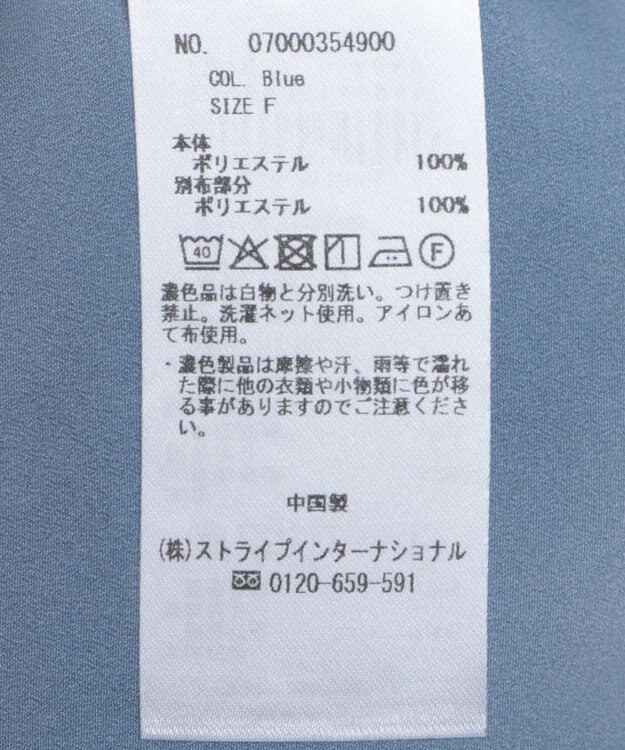 NO. 07000354900
COL. Blue
SIZE F
本体
ポリエステル 100%
別布部分
ポリエステル 100%
40 F
濃色品は白物と分別洗い。つけ置き
禁止。洗濯ネット使用。アイロンあ
て布使用。
・濃色製品は摩擦や汗、雨等で濡れ
た際に他の衣類や小物類に色が移
る事がありますのでご注意くださ
い。
中国製
(株)ストライプインターナショナル
0120-659-591